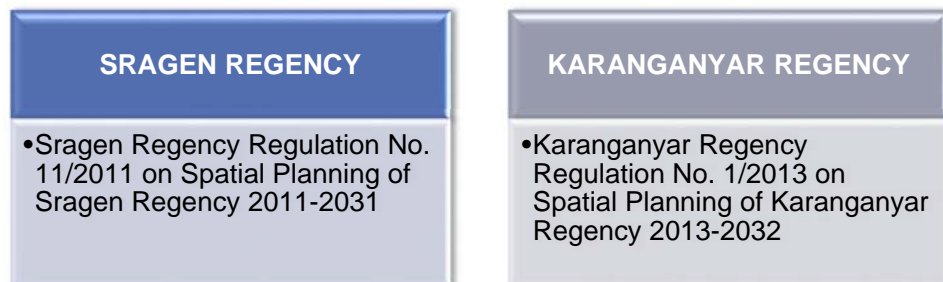 SRAGEN REGENCY
•Sragen Regency Regulation No.
11/2011 on Spatial Planning of
Sragen Regency 2011-2031
KARANGANYAR REGENCY
•Karanganyar Regency
Regulation No. 1/2013 on
Spatial Planning of Karanganyar
Regency 2013-2032